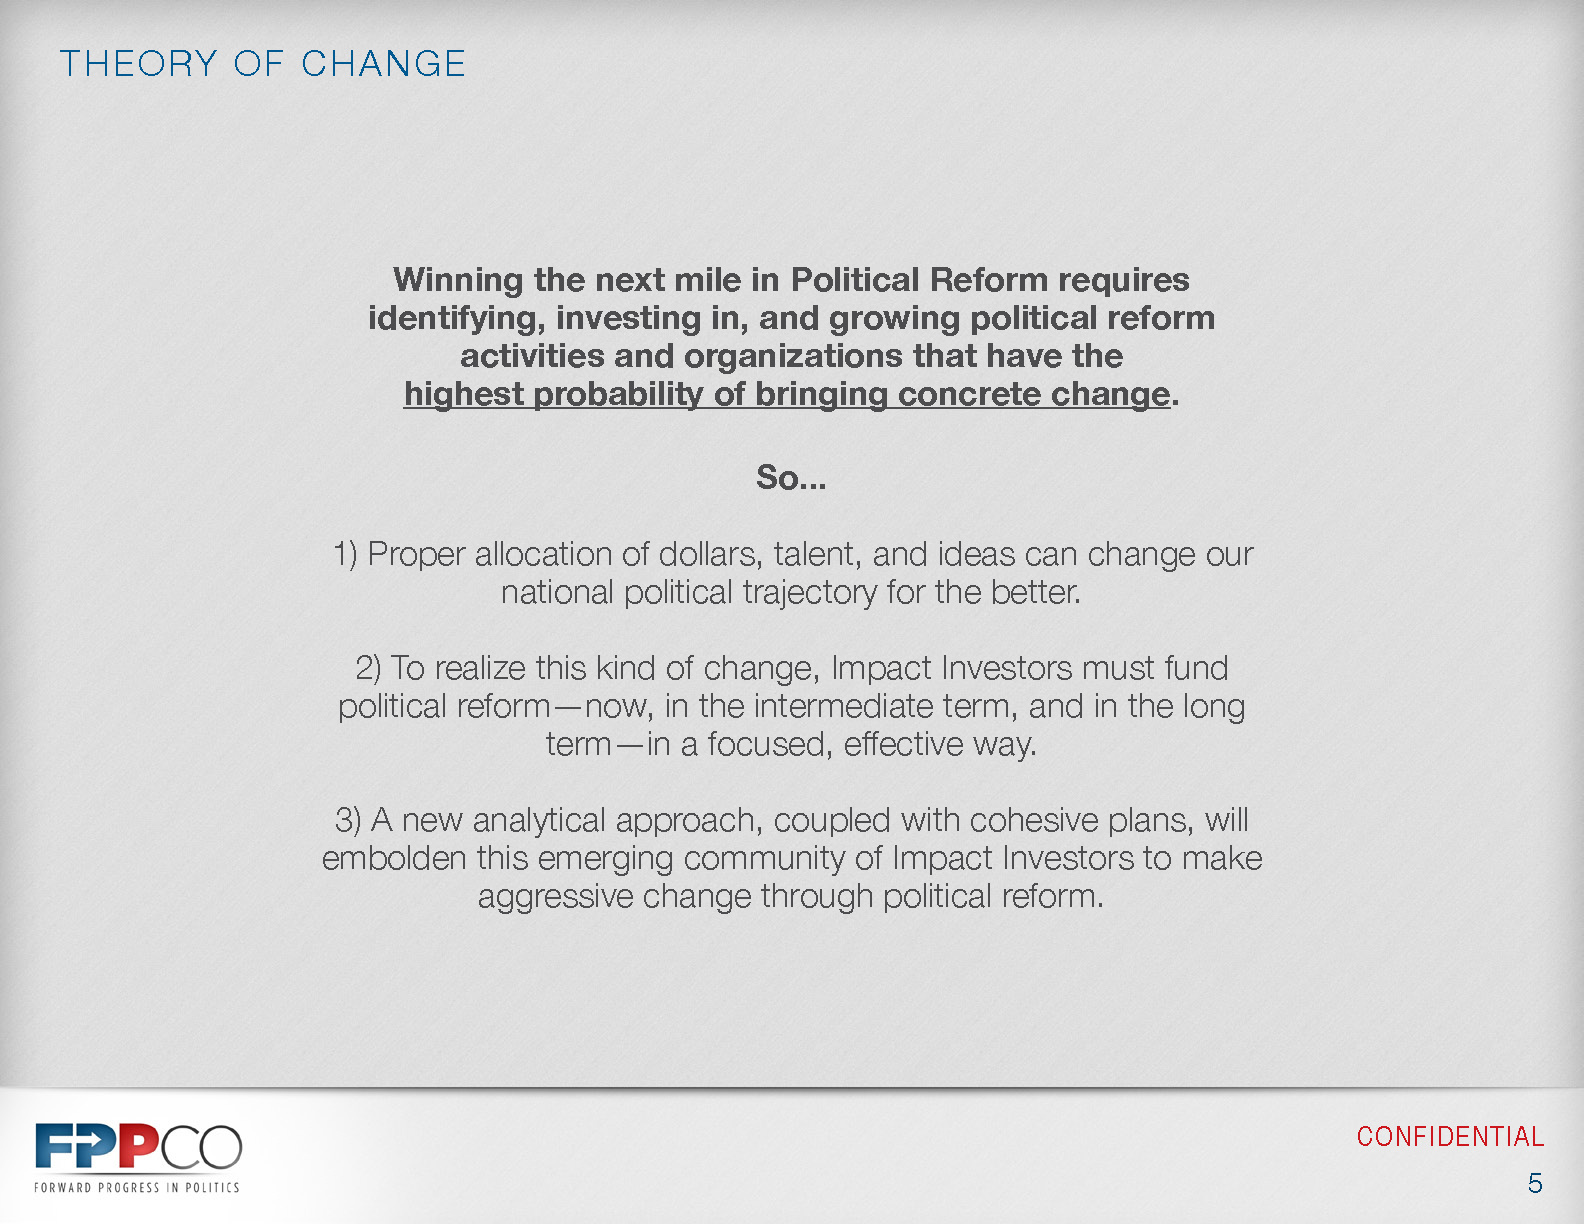 THEORY OF CHANGE
Winning the next mile in Political Reform requires
identifying, investing in, and growing political reform
activities and organizations that have the
highest probability of bringing concrete change.
So...
1) Proper allocation of dollars, talent, and ideas can change our
national political trajectory for the better.
2) To realize this kind of change, Impact Investors must fund
political reform—now, in the intermediate term, and in the long
term—in a focused, effective way.
3) A new analytical approach, coupled with cohesive plans, will
embolden this emerging community of Impact Investors to make
aggressive change through political reform.
FPPCO
FORWARD PROGRESS IN POLITICS
CONFIDENTIAL
5